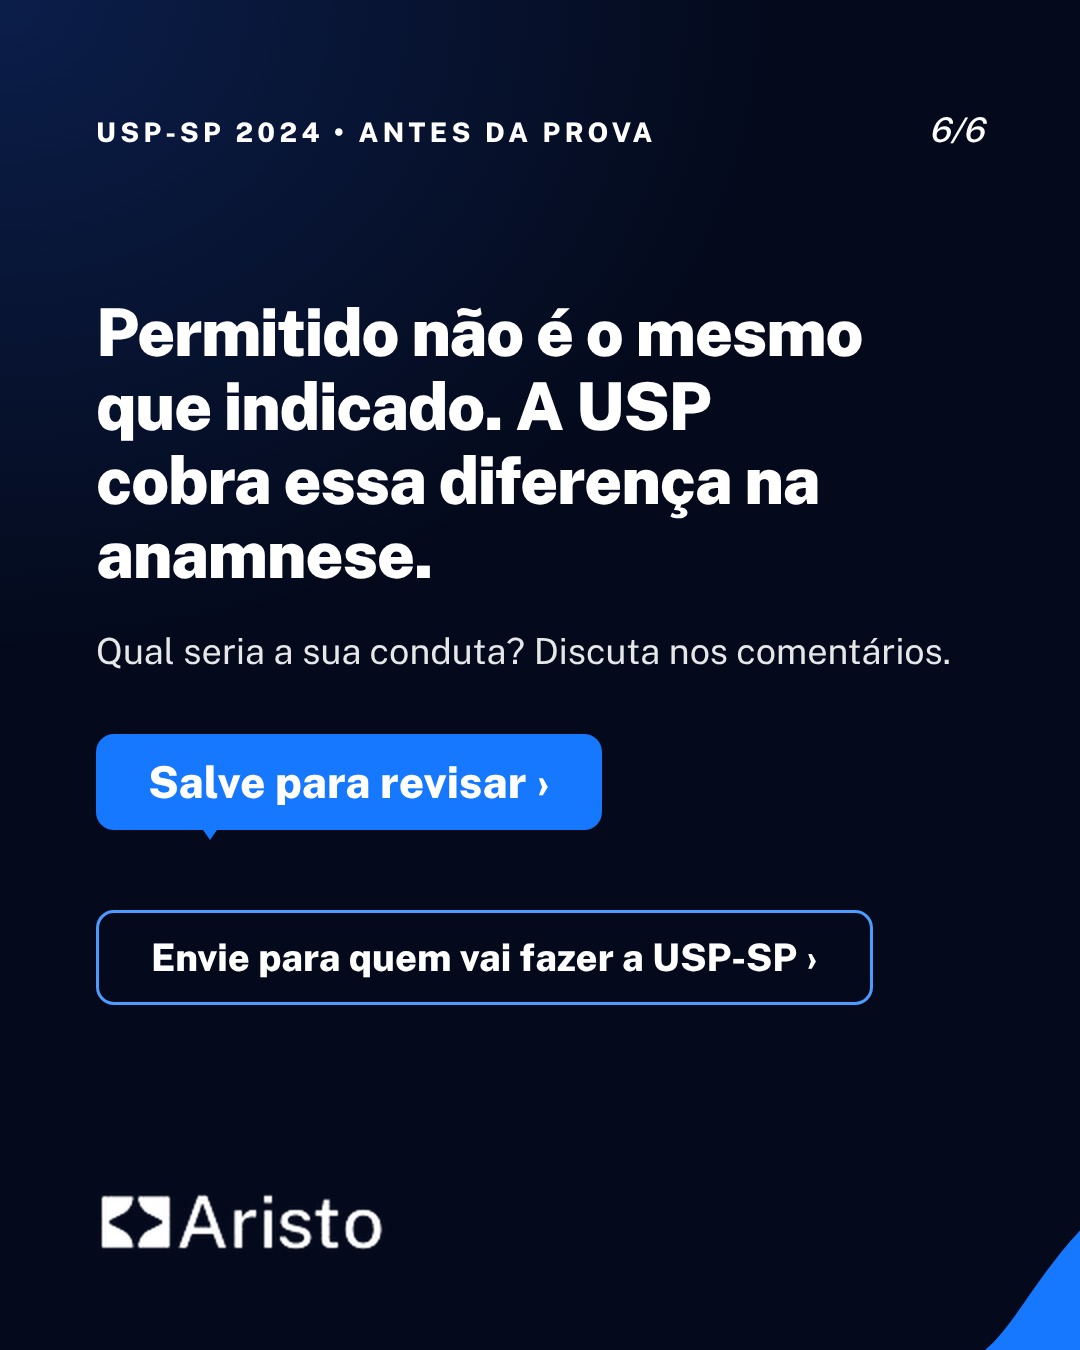 USP-SP 2024 • ANTES DA PROVA
6/6
Permitido não é o mesmo
que indicado. A USP
cobra essa diferença na
anamnese.
Qual seria a sua conduta? Discuta nos comentários.
Salve para revisar ›
Envie para quem vai fazer a USP-SP ›
Aristo